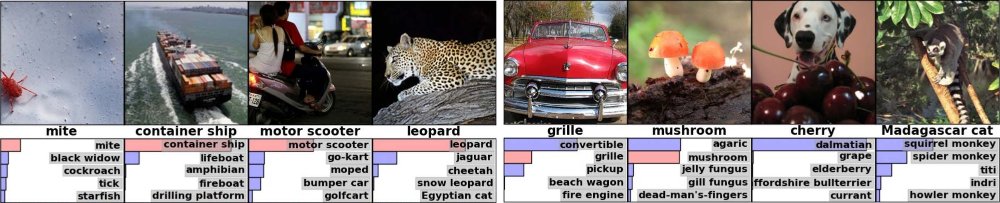 mite
container ship
motor scooter
leopard
grille
mushroom
cherry
Madagascar cat
mite
black widow
cockroach
tick
starfish
container ship
lifeboat
amphibian
fireboat
drilling platform
motor scooter
go-kart
moped
bumper car
golfcart
leopard
jaguar
cheetah
snow leopard
Egyptian cat
convertible
grille
pickup
beach wagon
fire engine
agaric
mushroom
jelly fungus
gill fungus
dead-man's-fingers
dalmatian
grape
elderberry
ffordshire bullterrier
currant
squirrel monkey
spider monkey
titi
indri
howler monkey